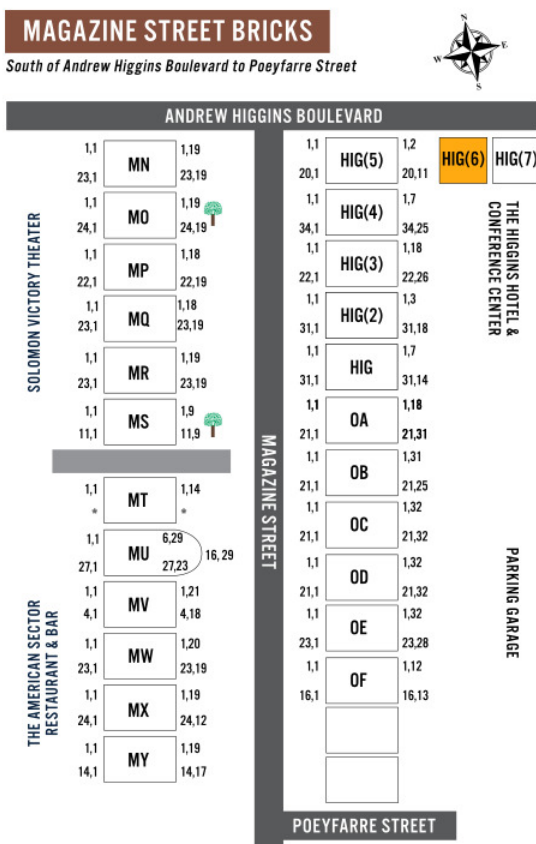 MAGAZINE STREET BRICKS
South of Andrew Higgins Boulevard to Poeyfarre Street
N
W E
S
ANDREW HIGGINS BOULEVARD
SOLOMON VICTORY THEATER
1,1 MN 1,19
23,1 23,19
1,1 MO 1,19
24,1 24,19
1,1 MP 1,18
22,1 22,19
1,1 MQ 1,18
23,1 23,19
1,1 MR 1,19
23,1 23,19
1,1 MS 1,9
11,1 11,9
THE AMERICAN SECTOR
RESTAURANT & BAR
1,1 MT 1,14
* *
1,1 MU 6,29
27,1 27,23 16, 29
1,1 MV 1,21
4,1 4,18
1,1 MW 1,20
23,1 23,19
1,1 MX 1,19
24,1 24,12
1,1 MY 1,19
14,1 14,17
MAGAZINE STREET
1,1 HIG(5) 1,2
20,1 20,11
HIG(6) HIG(7)
1,1 HIG(4) 1,7
34,1 34,25
1,1 HIG(3) 1,18
22,1 22,26
1,1 HIG(2) 1,3
31,1 31,18
1,1 HIG 1,7
31,1 31,14
1,1 OA 1,18
21,1 21,31
1,1 OB 1,31
21,1 21,25
1,1 OC 1,32
21,1 21,32
1,1 OD 1,32
21,1 21,32
1,1 OE 1,32
23,1 23,28
1,1 OF 1,12
16,1 16,13
THE HIGGINS HOTEL &
CONFERENCE CENTER
PARKING GARAGE
POEYFARRE STREET